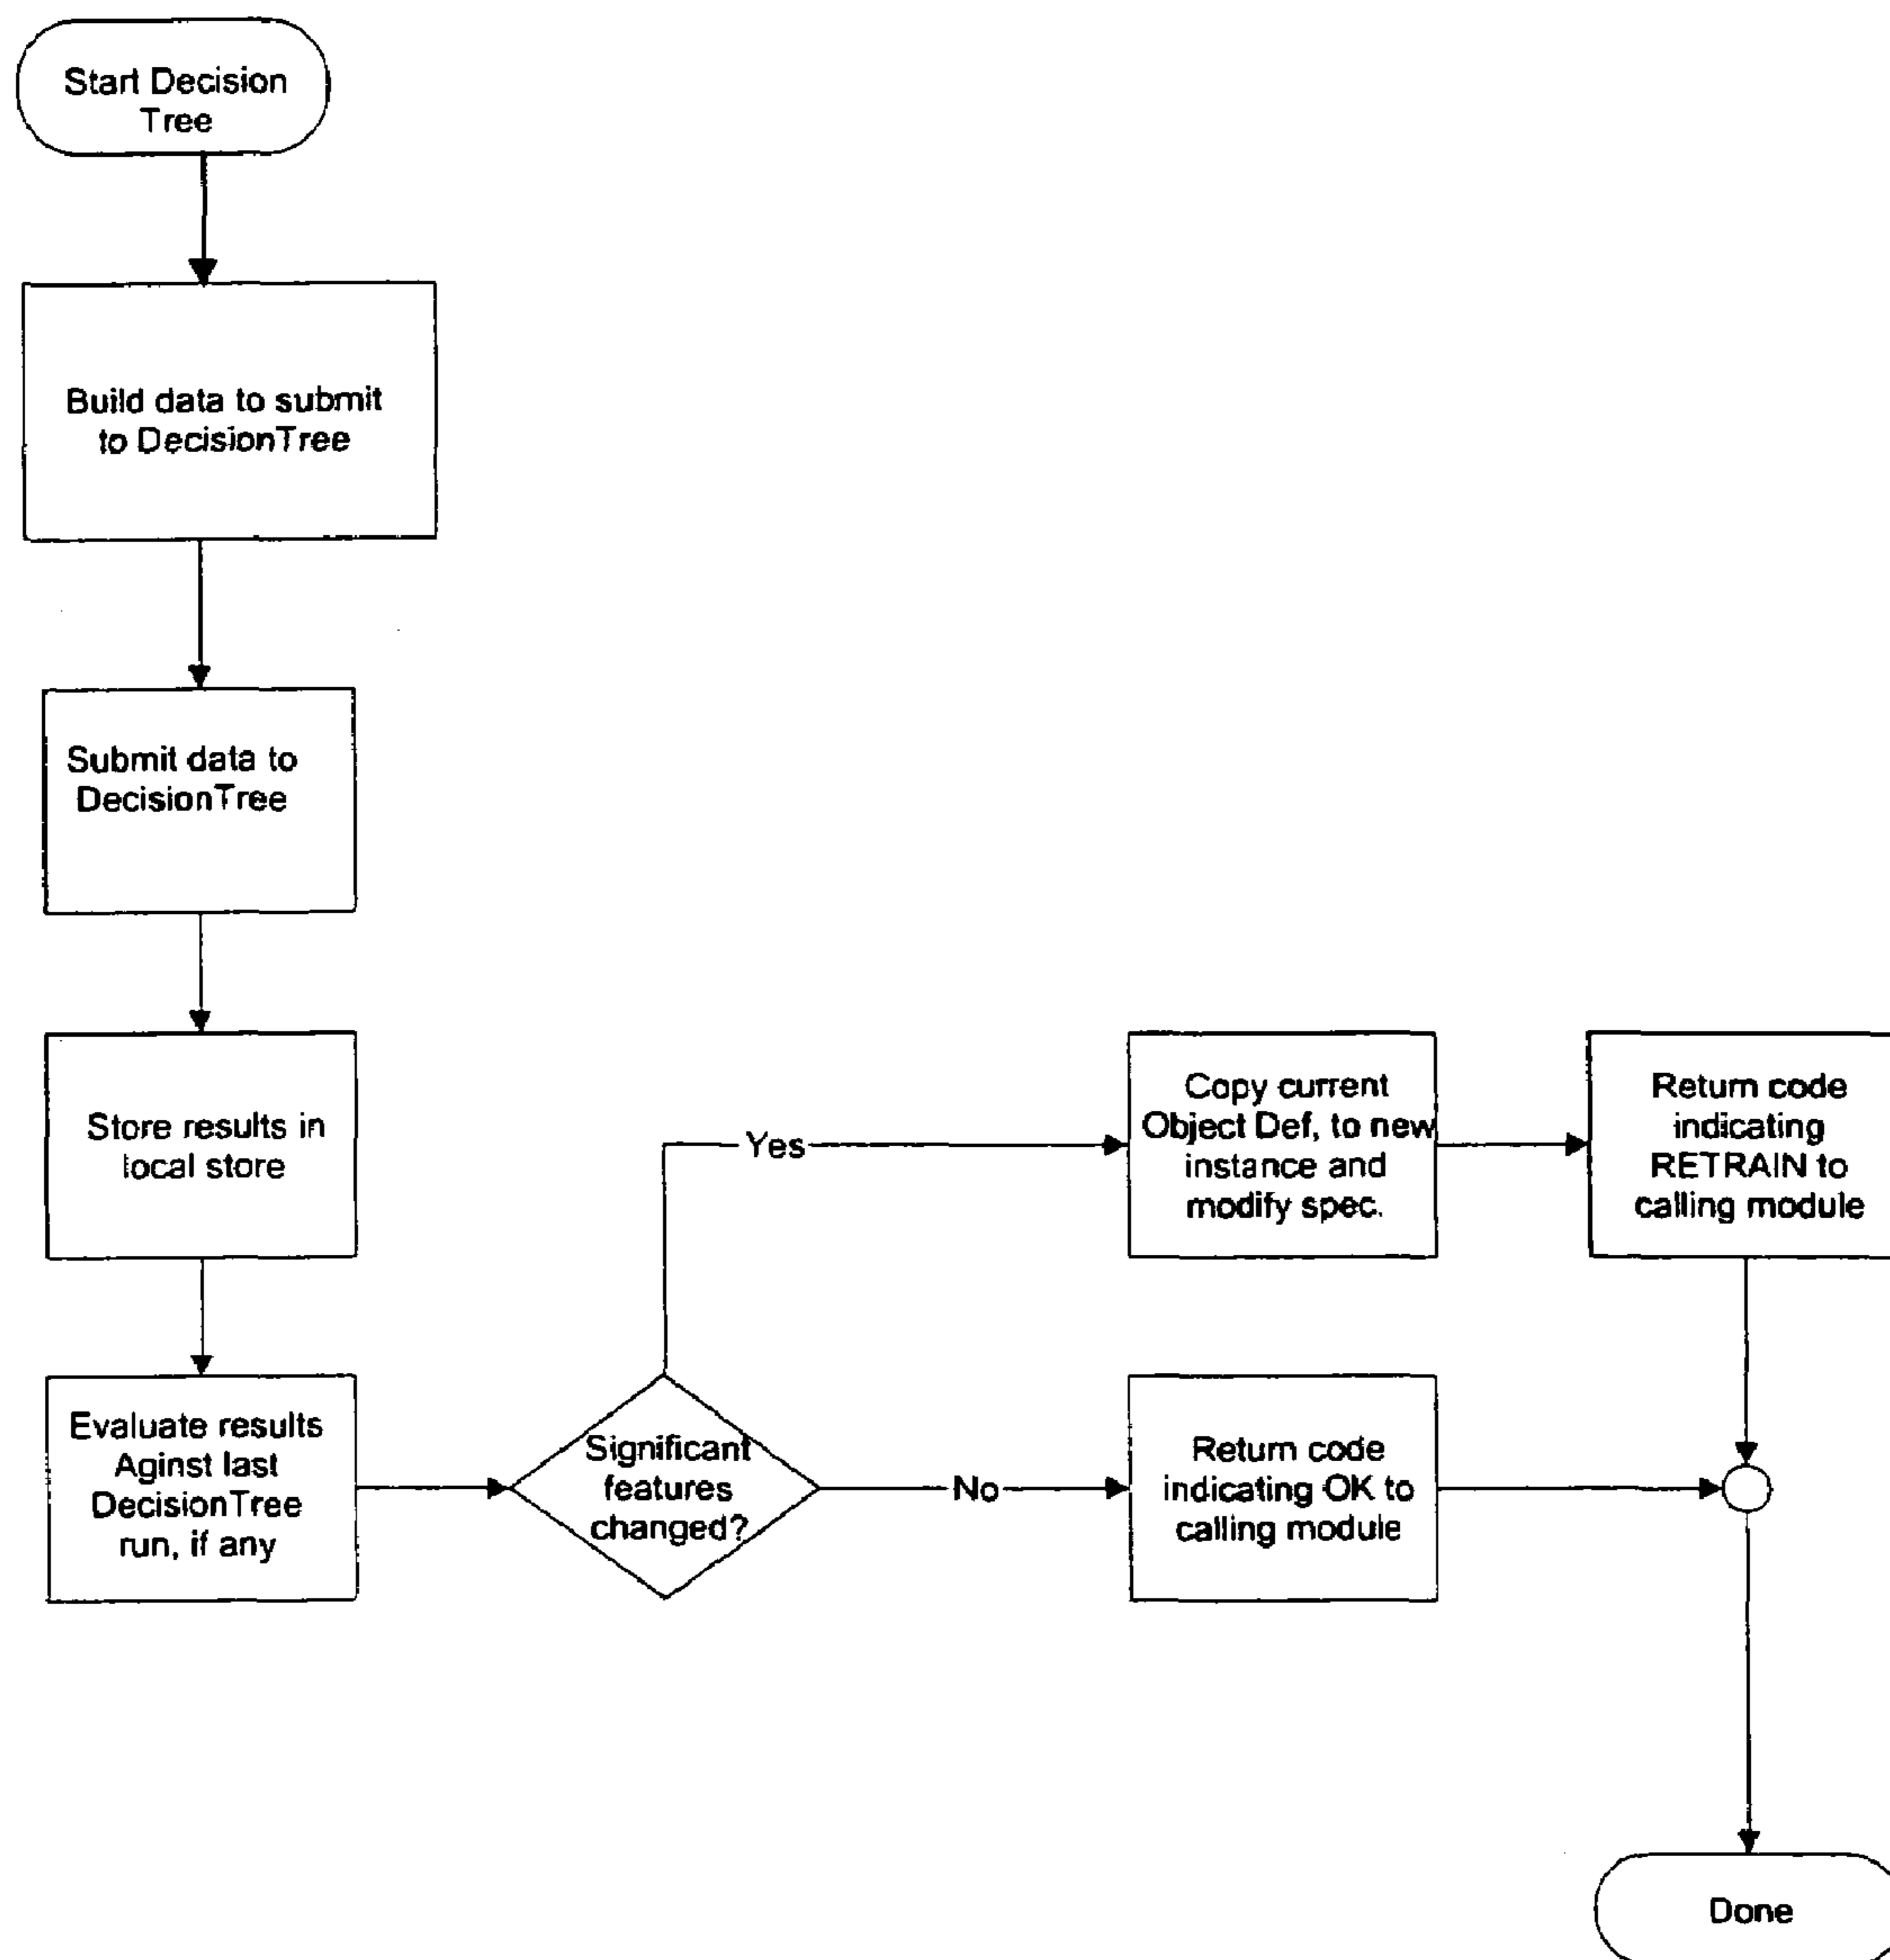 Start Decision
Tree
Build data to submit
to DecisionTree
Submit data to
DecisionTree
Store results in
local store
Evaluate results
Aginst last
DecisionTree
run, if any
Significant
features
changed?
Yes
Copy current
Object Def, to new
instance and
modify spec.
Return code
indicating
RETRAIN to
calling module
No
Return code
indicating OK to
calling module
Done